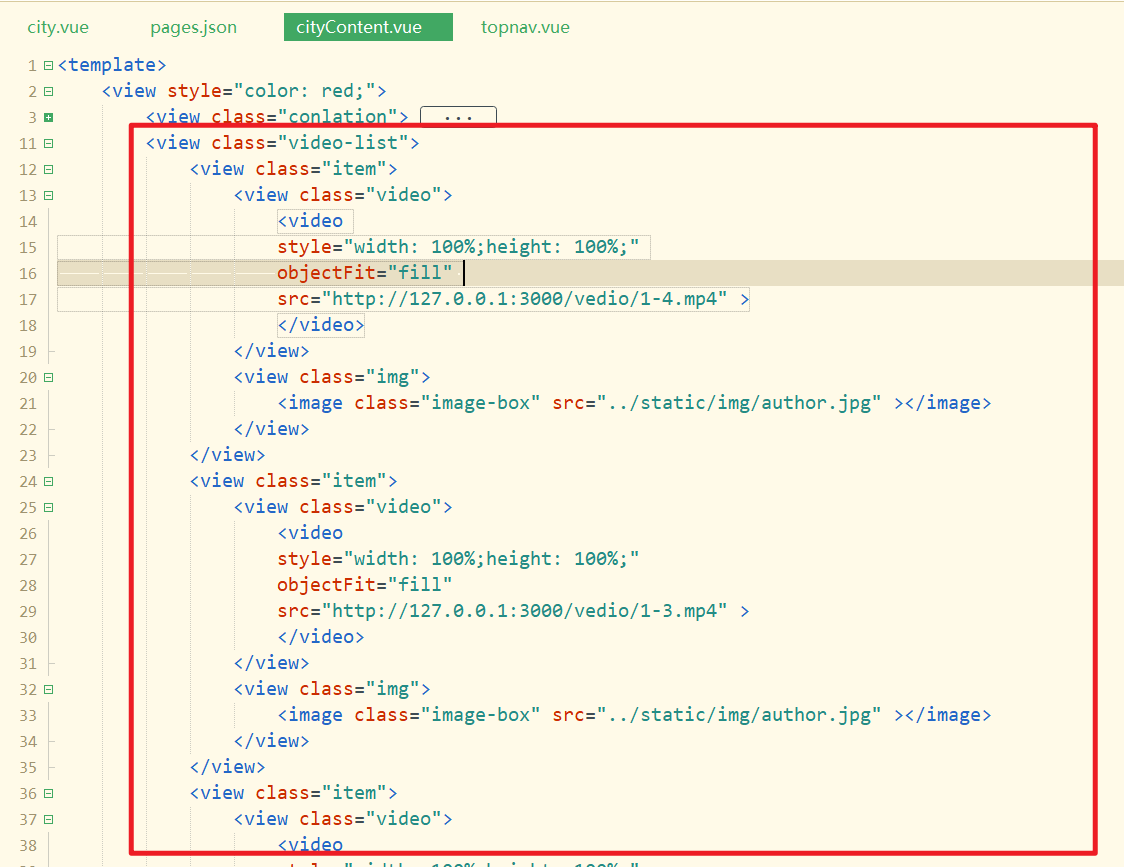 city.vue pages.json cityContent.vue topnav.vue
1 <template>
2 <view style="color: red;">
3 <view class="conlation"> ...
11 <view class="video-list">
12 <view class="item">
13 <view class="video">
14 <video
15 style="width: 100%;height: 100%;"
16 objectFit="fill"
17 src="http://127.0.0.1:3000/vedio/1-4.mp4" >
18 </video>
19 </view>
20 <view class="img">
21 <image class="image-box" src="../static/img/author.jpg" ></image>
22 </view>
23 </view>
24 <view class="item">
25 <view class="video">
26 <video
27 style="width: 100%;height: 100%;"
28 objectFit="fill"
29 src="http://127.0.0.1:3000/vedio/1-3.mp4" >
30 </video>
31 </view>
32 <view class="img">
33 <image class="image-box" src="../static/img/author.jpg" ></image>
34 </view>
35 </view>
36 <view class="item">
37 <view class="video">
38 <video